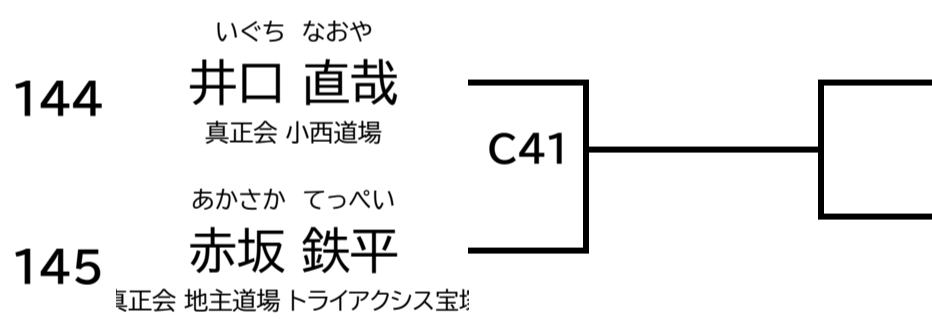 いぐち なおや
144 井口 直哉
真正会 小西道場
C41
あかさか てっぺい
145 赤坂 鉄平
真正会 地主道場 トライアクシス宝塚